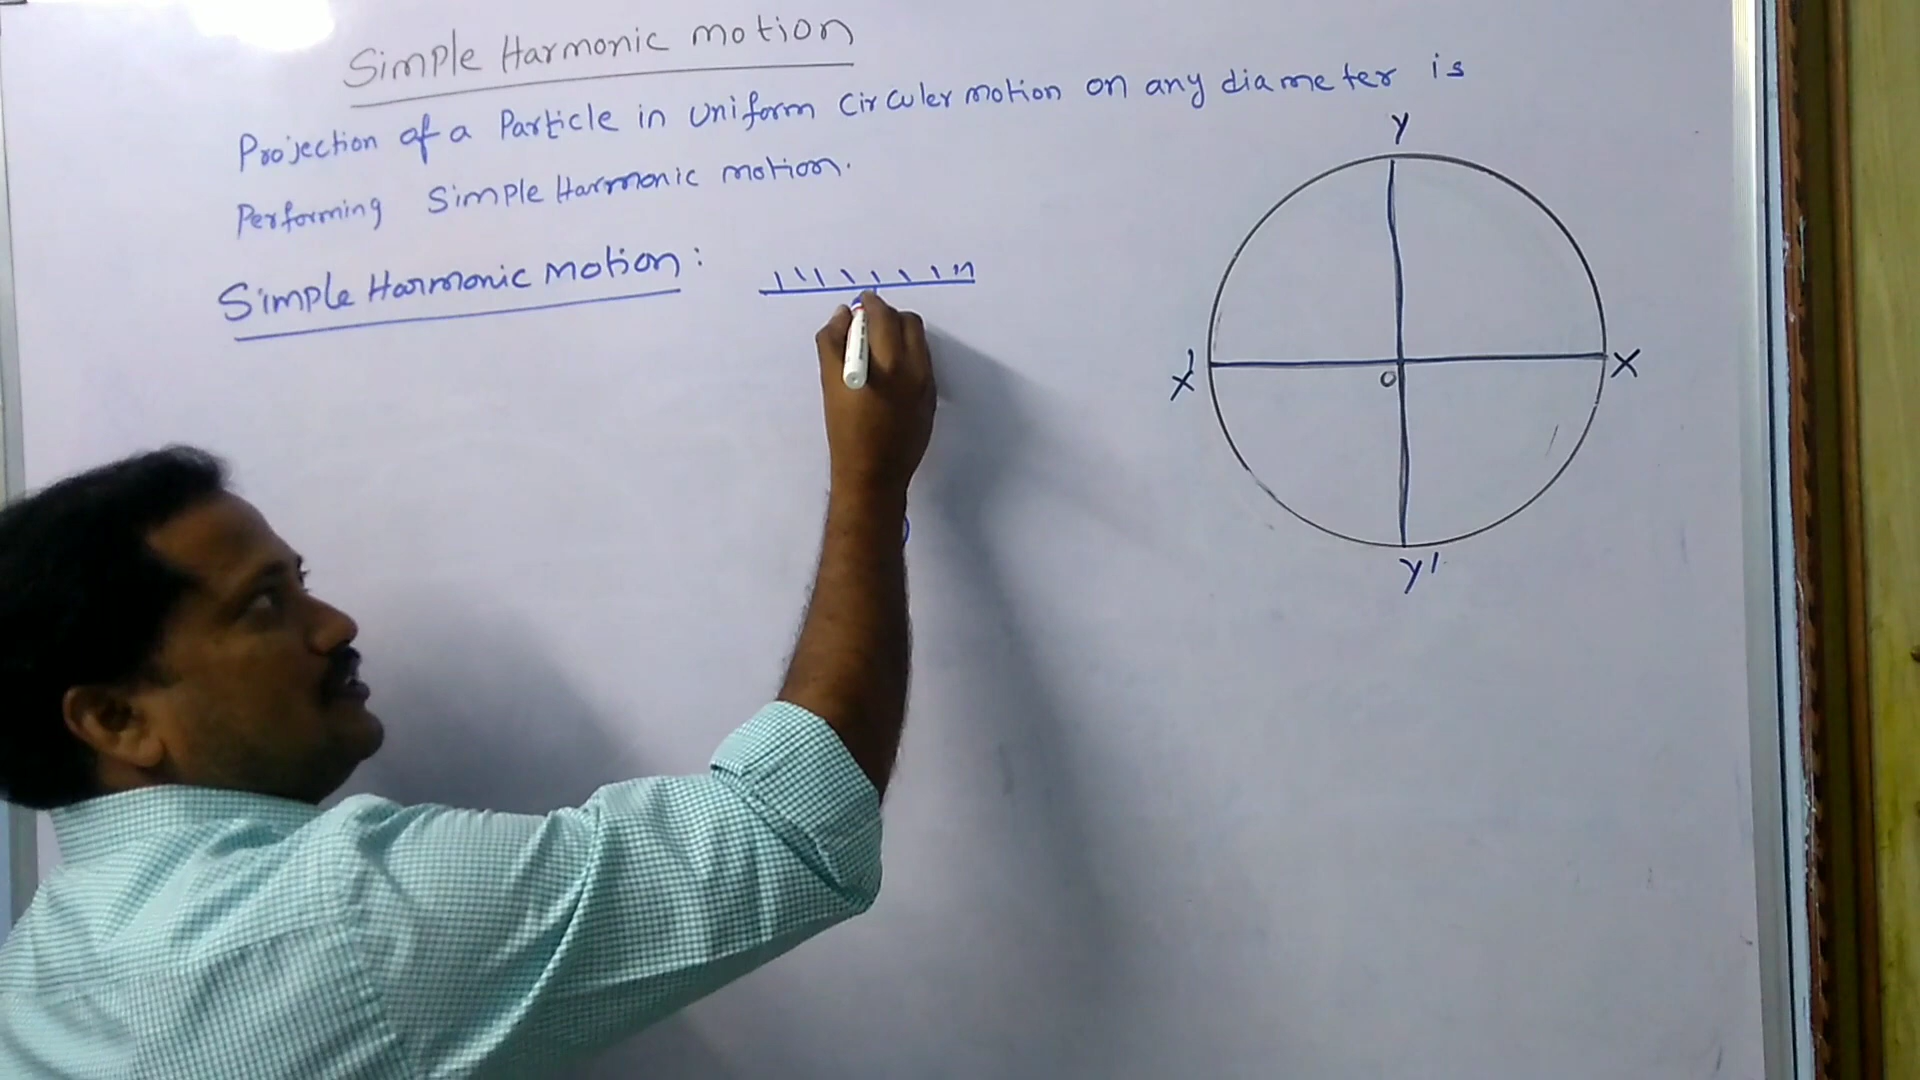 Simple Harmonic motion
Projection of a Particle in uniform circuler motion on any diameter is
Performing Simple Harmonic motion.
Simple Harmonic Motion:
Y
X'
O
X
Y'